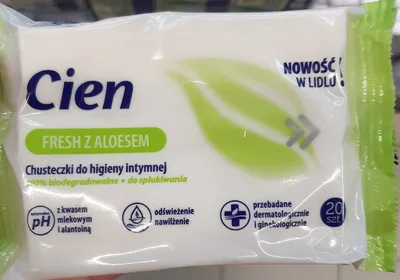 Cien
NOWOŚĆ
W LIDLU!
FRESH Z ALOESEM
Chusteczki do higieny intymnej
100% biodegradowalne • do spłukiwania
pH
z kwasem
mlekowym
i alantoiną
odświeżenie
nawilżenie
przebadane
dermatologicznie
i ginekologicznie
20
szt.